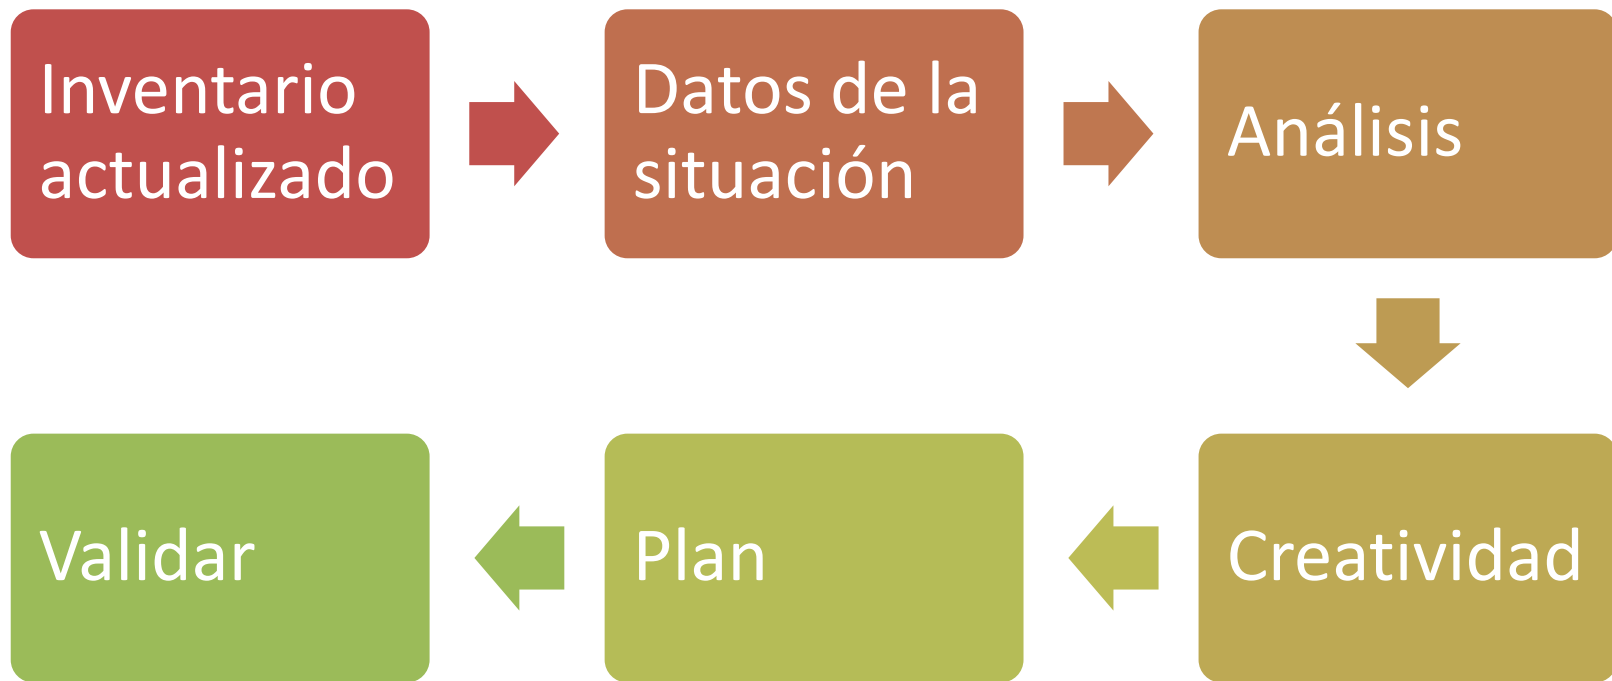 Inventario
actualizado
Datos de la
situación
Análisis
Creatividad
Plan
Validar